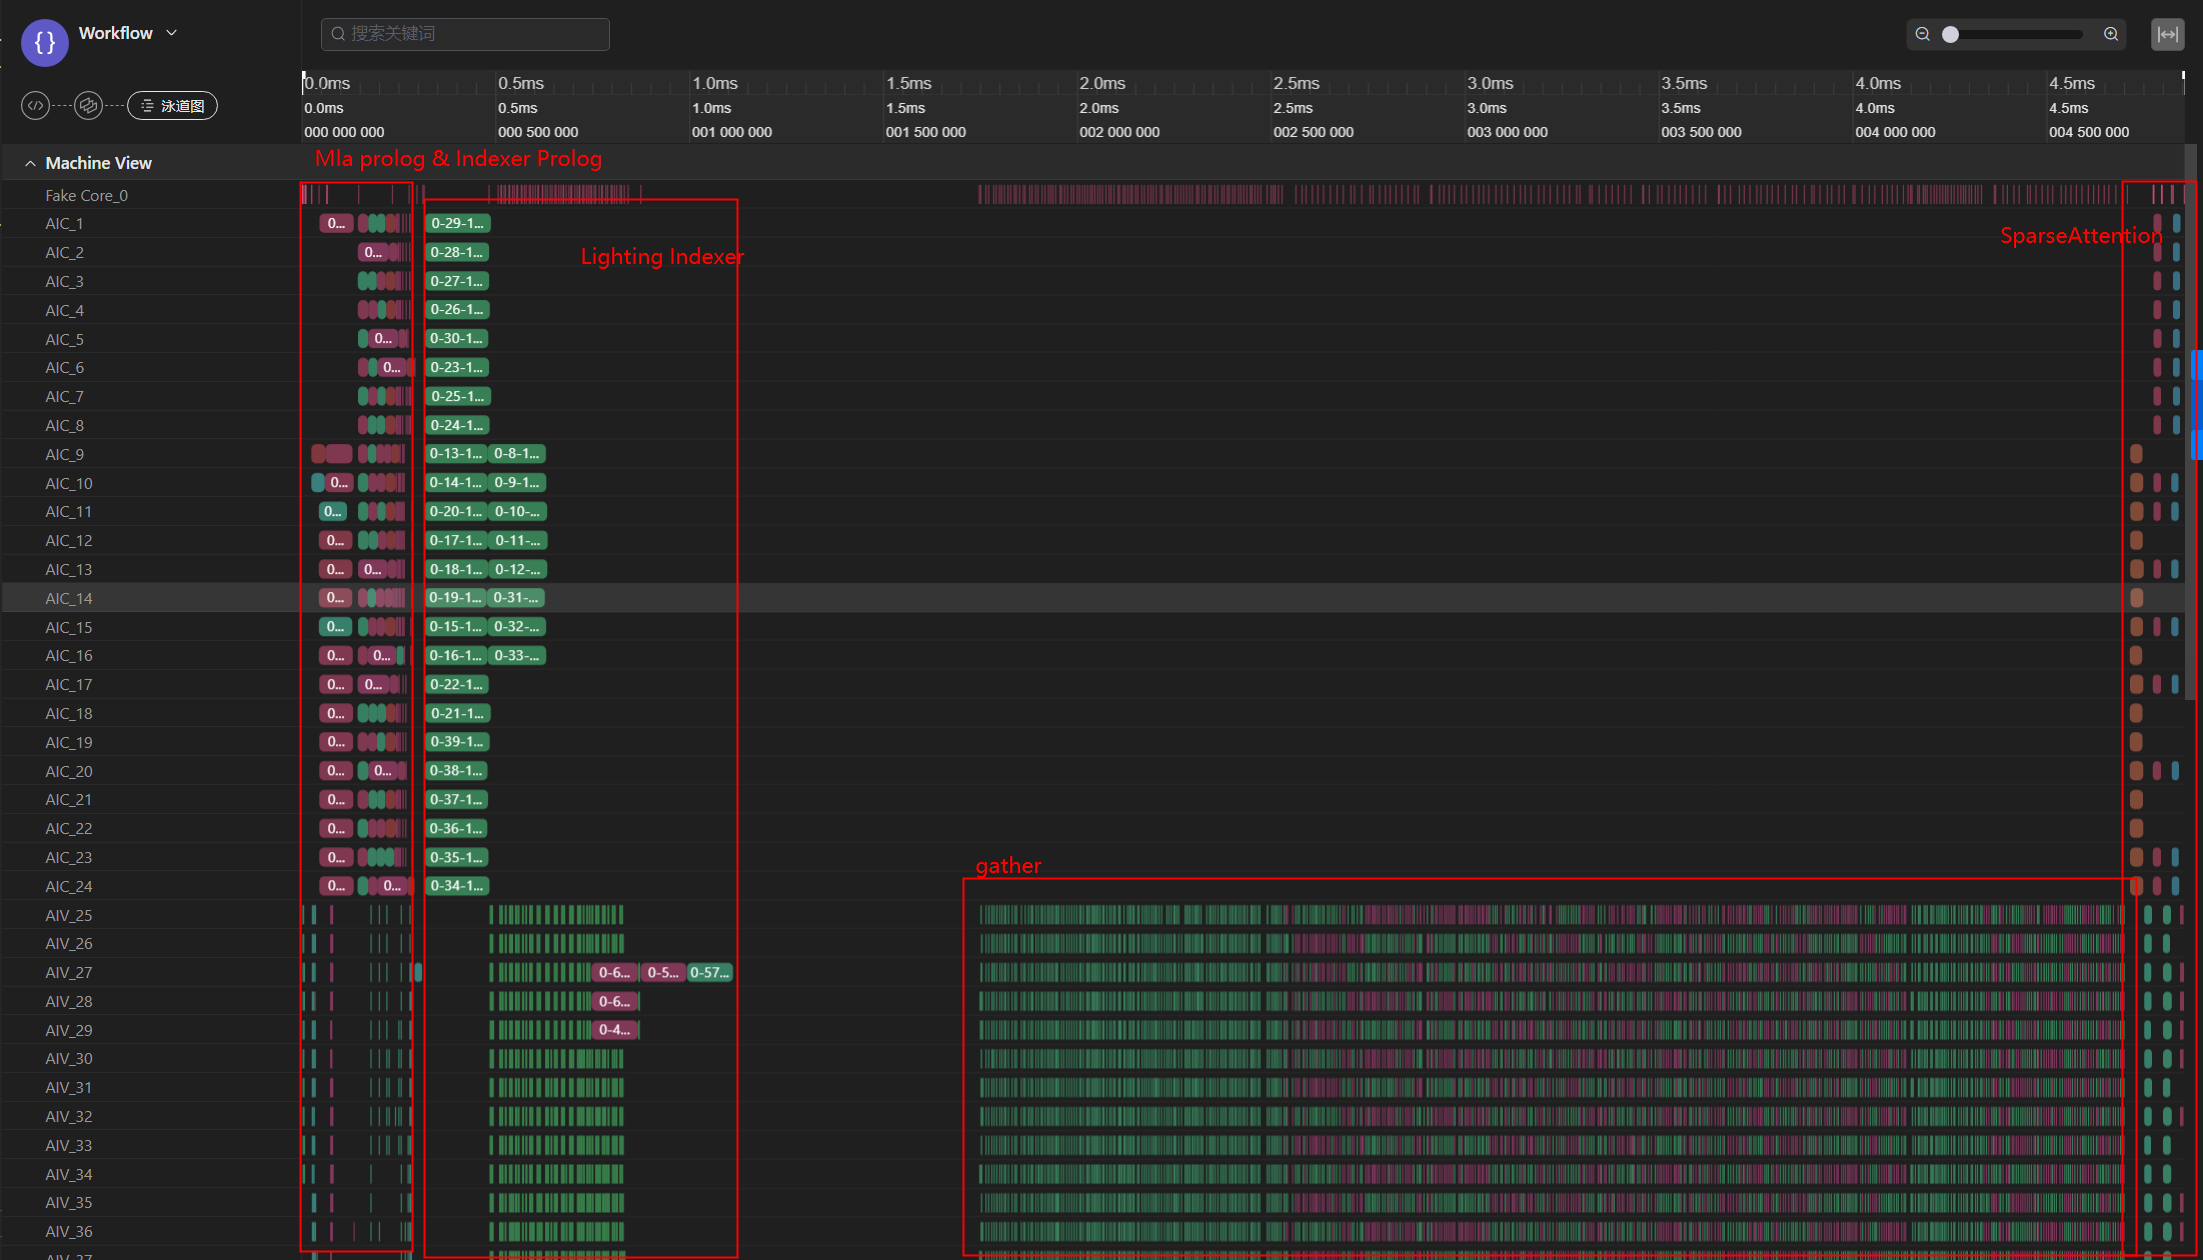 {} Workflow
搜索关键词
泳道图
0.0ms 0.5ms 1.0ms 1.5ms 2.0ms 2.5ms 3.0ms 3.5ms 4.0ms 4.5ms
0.0ms 0.5ms 1.0ms 1.5ms 2.0ms 2.5ms 3.0ms 3.5ms 4.0ms 4.5ms
000 000 000 000 500 000 001 000 000 001 500 000 002 000 000 002 500 000 003 000 000 003 500 000 004 000 000 004 500 000
Machine View
Mla prolog & Indexer Prolog
Fake Core_0
AIC_1 0... 0-29-1...
SparseAttention
AIC_2 0... 0-28-1...
Lighting Indexer
AIC_3 0-27-1...
AIC_4 0-26-1...
AIC_5 0... 0-30-1...
AIC_6 0... 0-23-1...
AIC_7 0-25-1...
AIC_8 0-24-1...
AIC_9 0-13-1... 0-8-1...
AIC_10 0... 0-14-1... 0-9-1...
AIC_11 0... 0-20-1... 0-10-...
AIC_12 0... 0-17-1... 0-11-...
AIC_13 0... 0... 0-18-1... 0-12-...
AIC_14 0... 0-19-1... 0-31-...
AIC_15 0... 0-15-1... 0-32-...
AIC_16 0... 0... 0-16-1... 0-33-...
AIC_17 0... 0... 0-22-1...
AIC_18 0... 0-21-1...
AIC_19 0... 0-39-1...
AIC_20 0... 0... 0-38-1...
AIC_21 0... 0-37-1...
AIC_22 0... 0-36-1...
AIC_23 0... 0-35-1...
gather
AIC_24 0... 0... 0-34-1...
AIV_25
AIV_26
AIV_27 0-6... 0-5... 0-57...
AIV_28 0-6...
AIV_29 0-4...
AIV_30
AIV_31
AIV_32
AIV_33
AIV_34
AIV_35
AIV_36
AIV_37